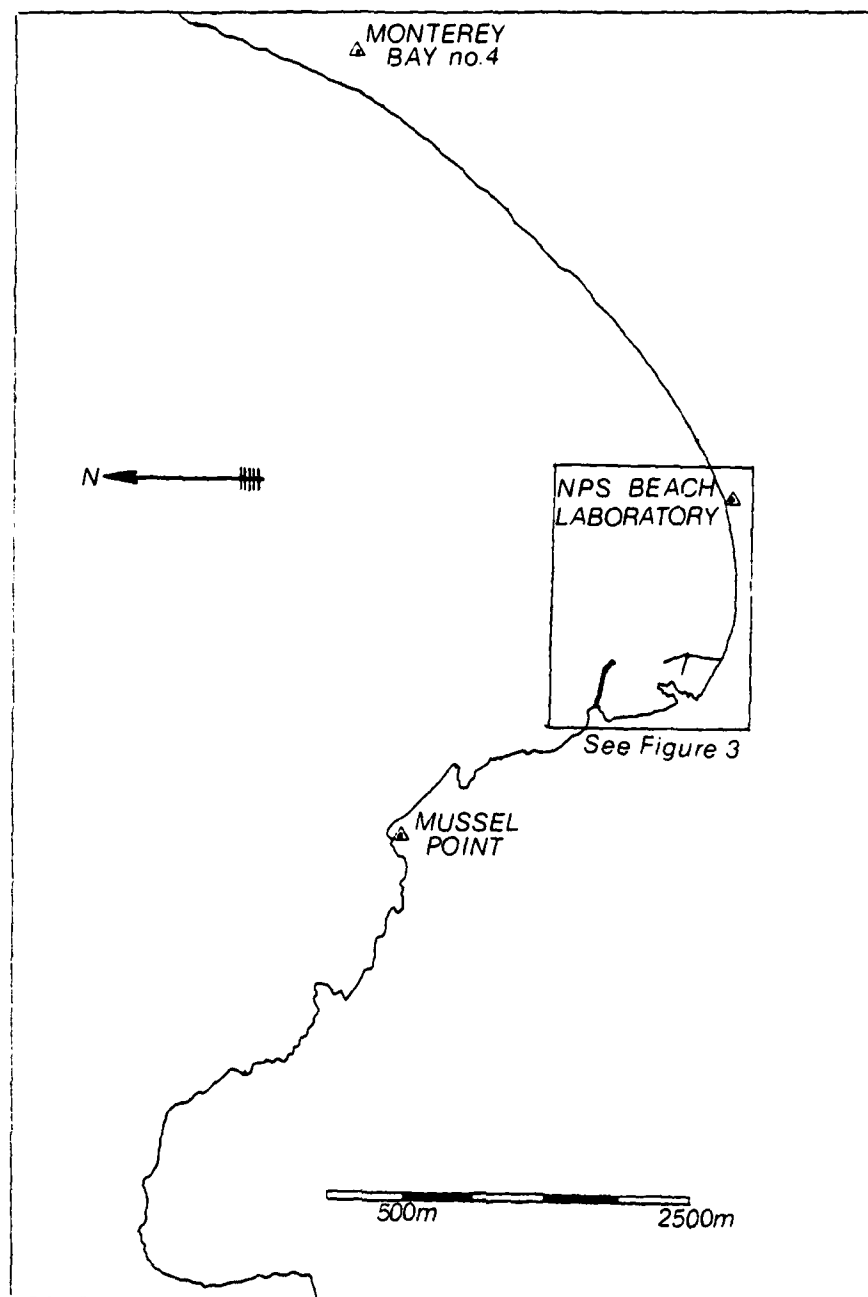 MONTEREY
BAY no.4
N
NPS BEACH
LABORATORY
See Figure 3
MUSSEL
POINT
500m
2500m